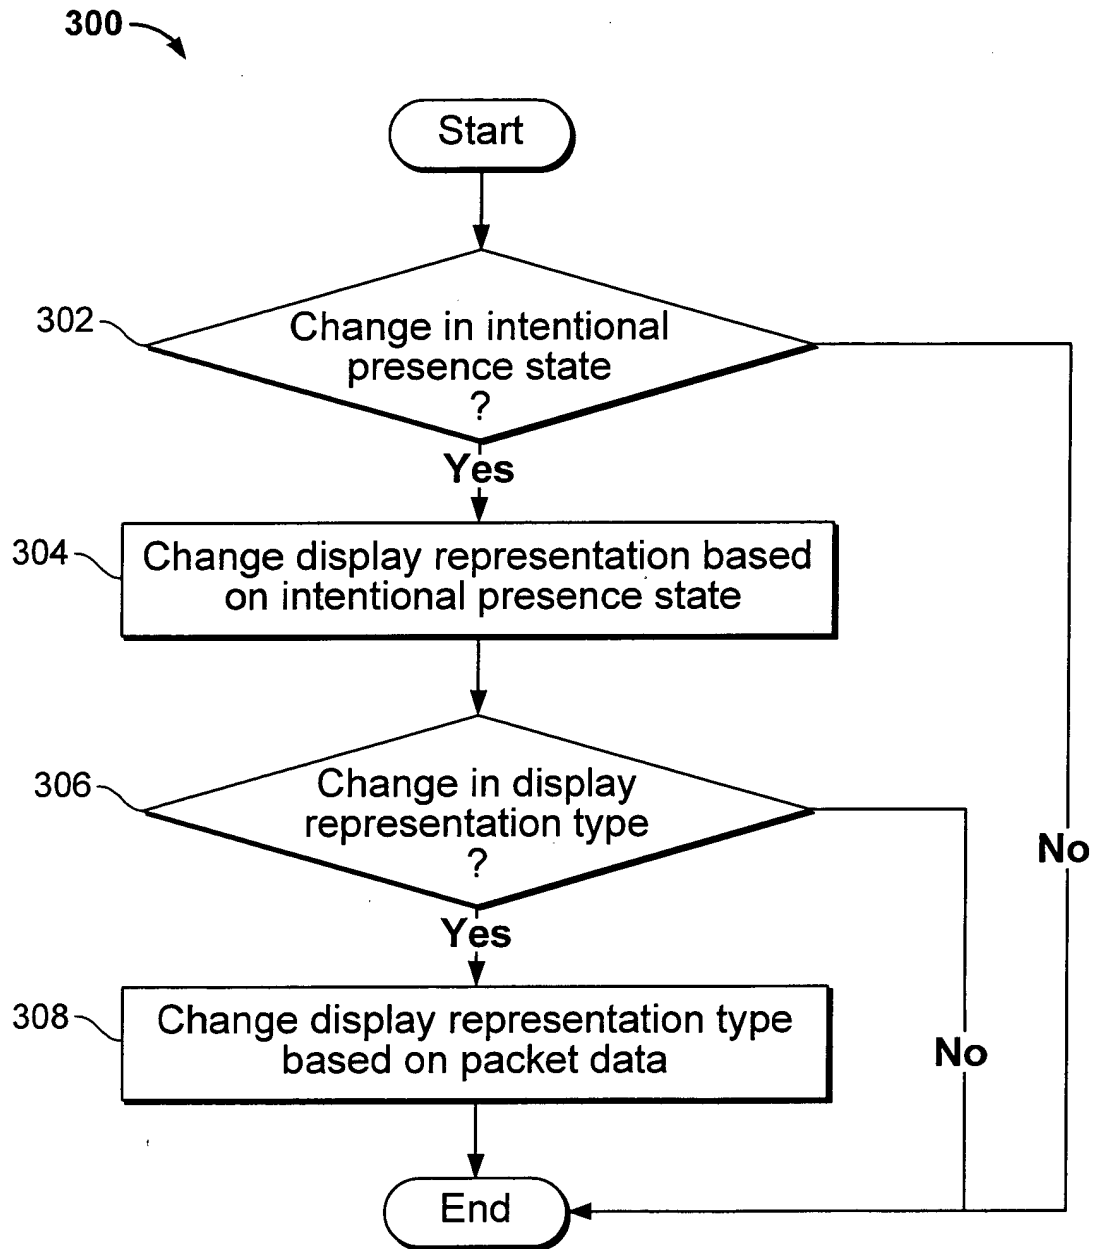 300
Start
302
Change in intentional
presence state
?
Yes
304
Change display representation based
on intentional presence state
306
Change in display
representation type
?
No
Yes
308
Change display representation type
based on packet data
No
End